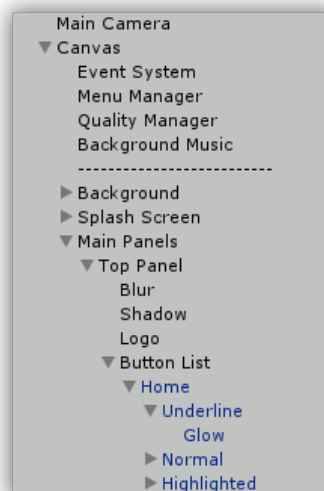 Main Camera
Canvas
Event System
Menu Manager
Quality Manager
Background Music
--------------------------
Background
Splash Screen
Main Panels
Top Panel
Blur
Shadow
Logo
Button List
Home
Underline
Glow
Normal
Highlighted